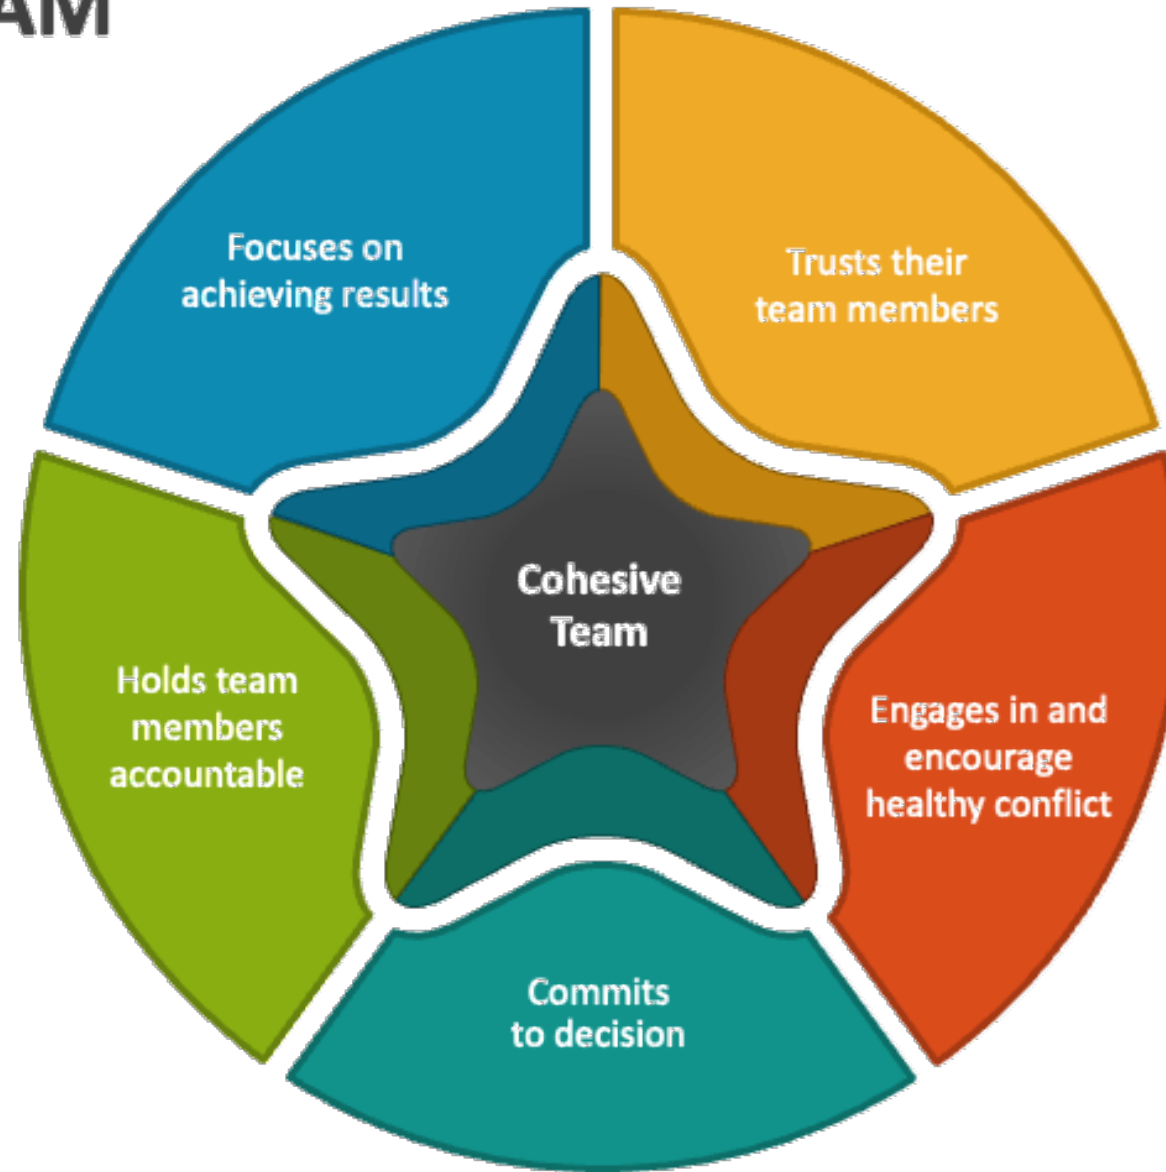 AM
Focuses on
achieving results
Trusts their
team members
Cohesive
Team
Holds team
members
accountable
Engages in and
encourage
healthy conflict
Commits
to decision